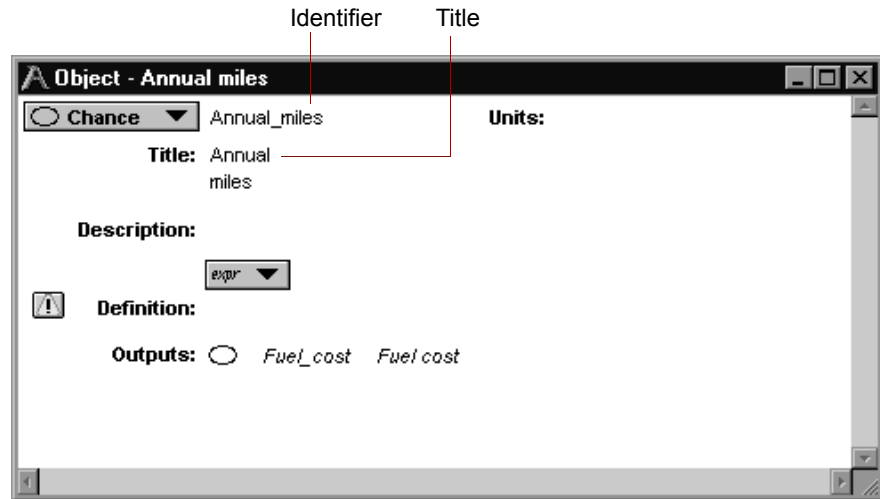 Identifier Title
Object - Annual miles
Chance Annual_miles Units:
Title: Annual
miles
Description:
expr
Definition:
Outputs: Fuel_cost Fuel cost